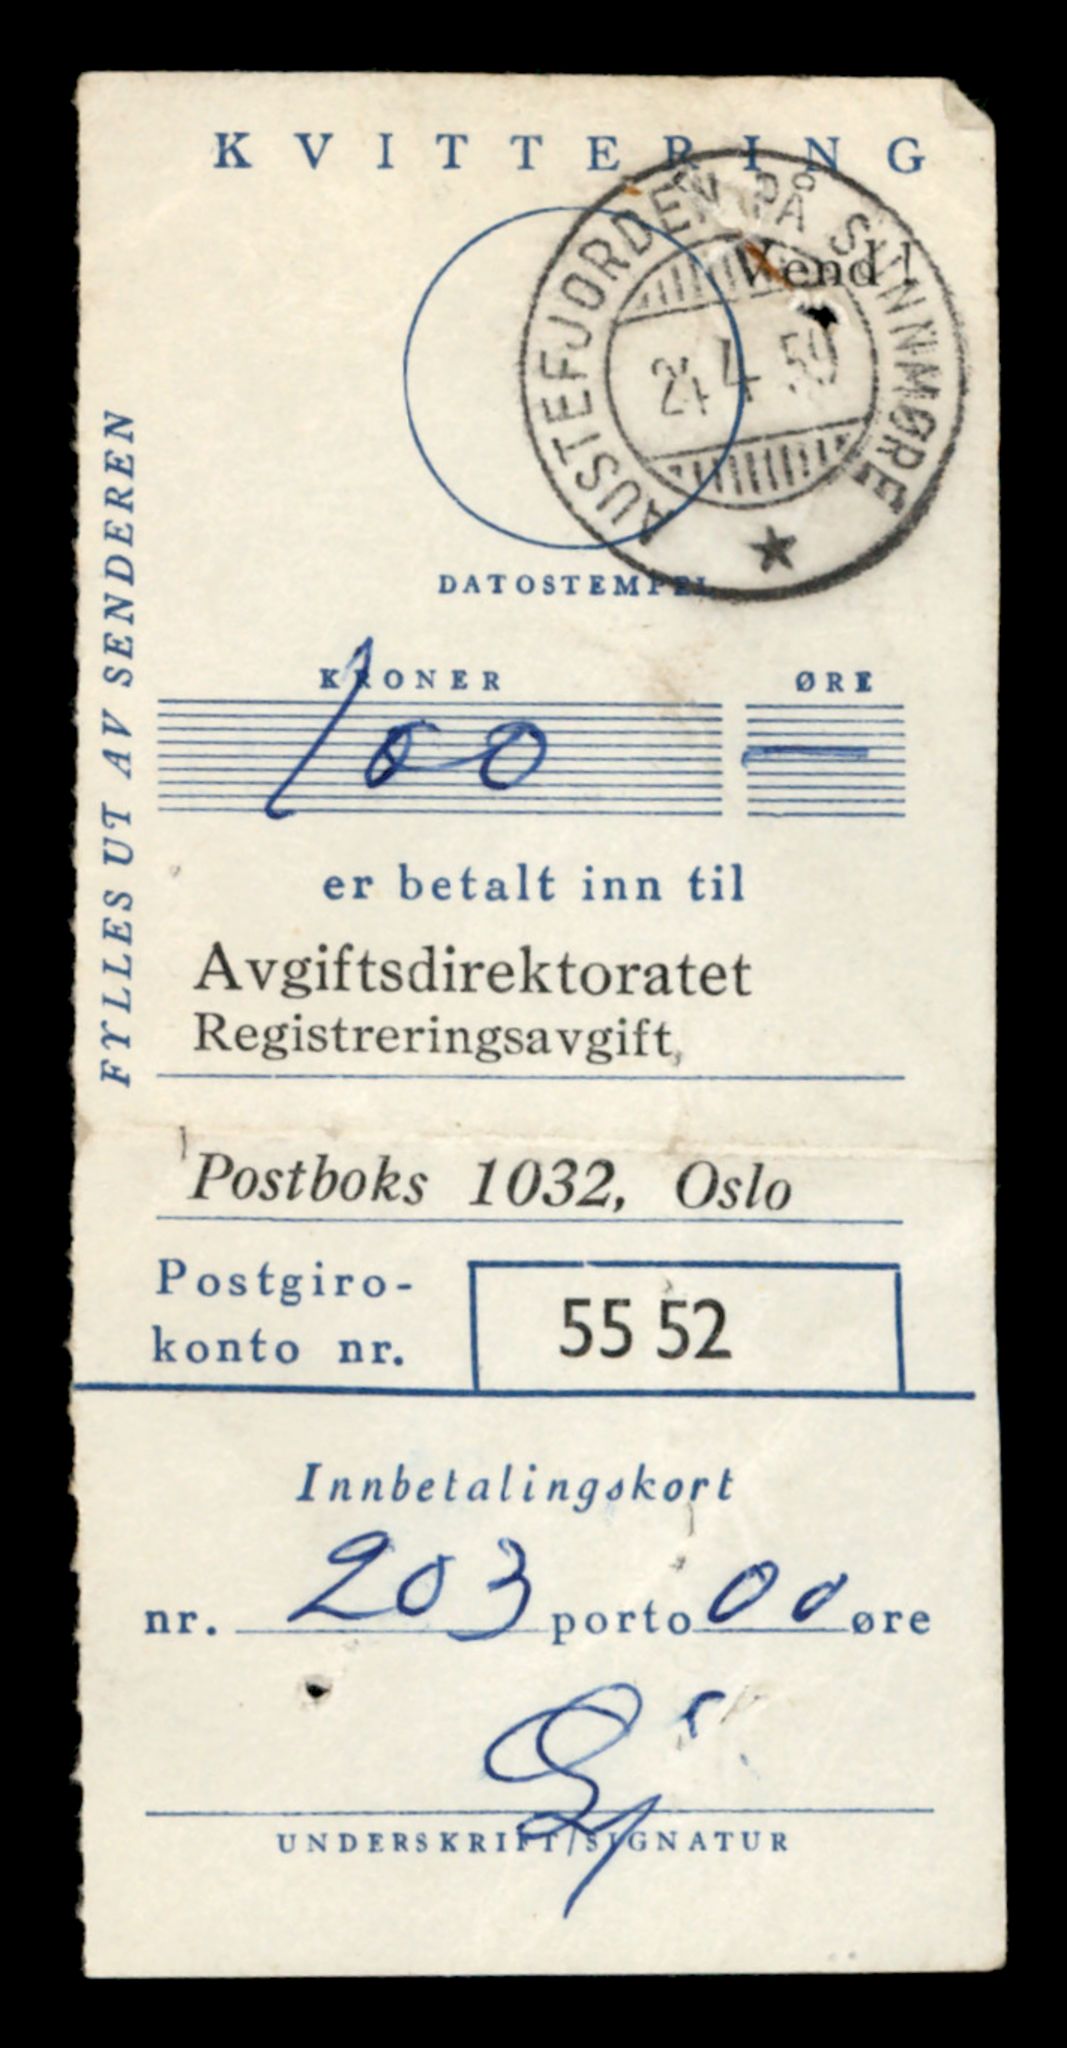 KVITTERING
Vend!
AUSTEFJORDEN PÅ SUNNMØRE
24 4 59
DATOSTEMPEL
FYLLES UT AV SENDEREN
KRONER ØRE
100 —
er betalt inn til
Avgiftsdirektoratet
Registreringsavgift,
Postboks 1032, Oslo
Postgiro-
konto nr. 55 52
Innbetalingskort
nr. 203 porto 00 øre
UNDERSKRIFT/SIGNATUR